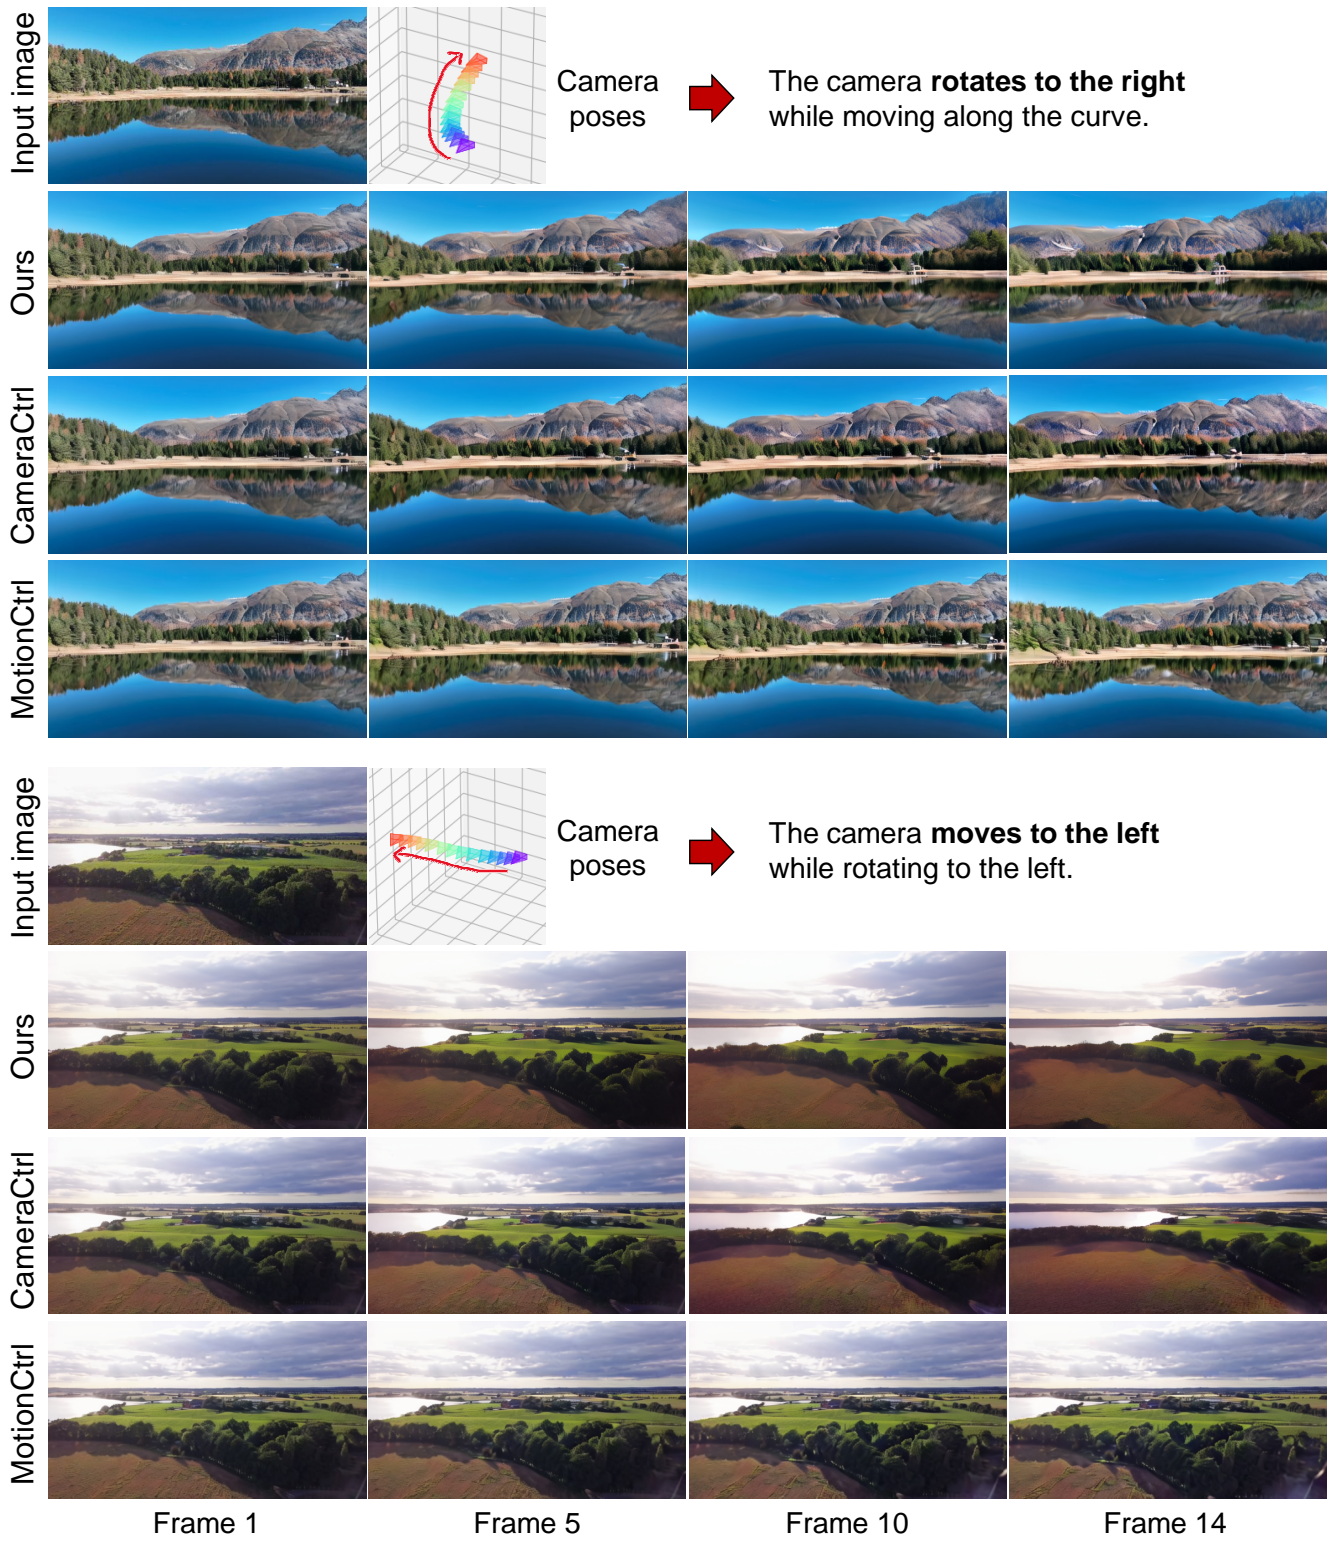 Input image
Camera
poses
The camera rotates to the right
while moving along the curve.
Ours
CameraCtrl
MotionCtrl
Input image
Camera
poses
The camera moves to the left
while rotating to the left.
Ours
CameraCtrl
MotionCtrl
Frame 1
Frame 5
Frame 10
Frame 14